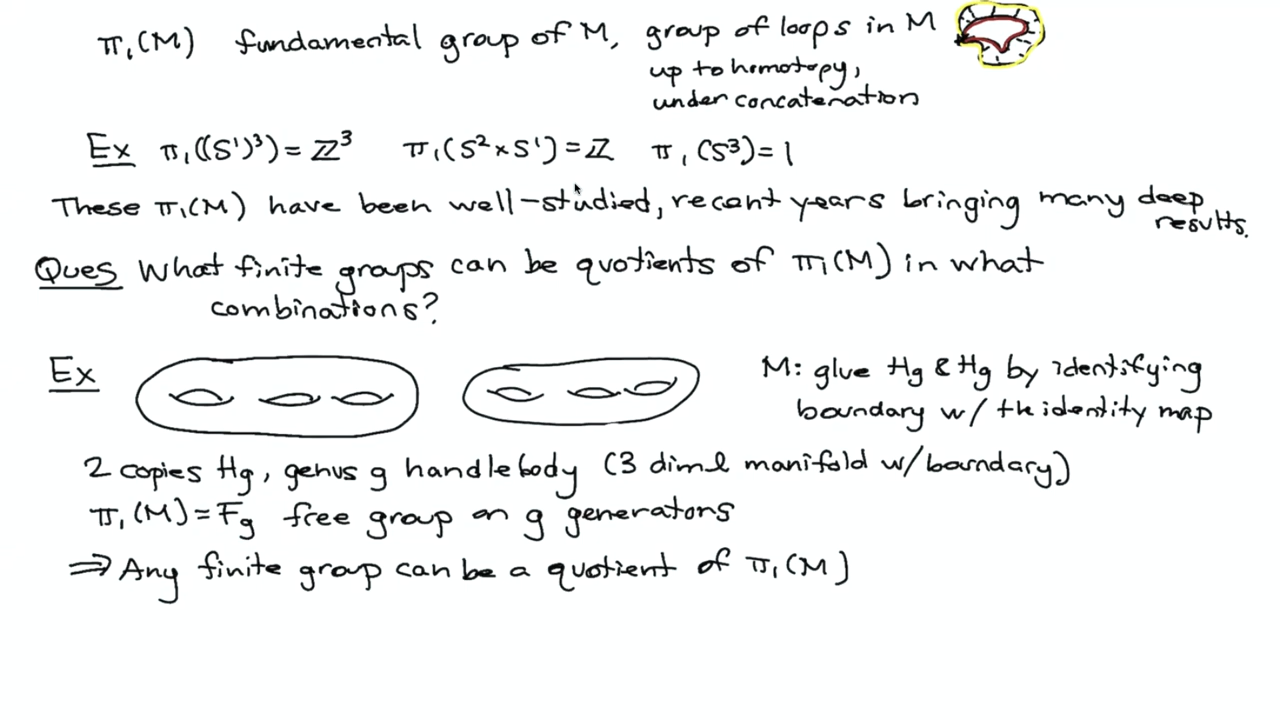 π₁(M) fundamental group of M, group of loops in M
up to homotopy,
under concatenation
Ex π₁((S¹)³) = ℤ³ π₁(S²×S¹) = ℤ π₁(S³) = 1
These π₁(M) have been well-studied, recent years bringing many deep
results.
Ques What finite groups can be quotients of π₁(M) in what
combinations?
Ex
M: glue Hg & Hg by identifying
boundary w/ the identity map
2 copies Hg, genus g handlebody (3 dim'l manifold w/ boundary)
π₁(M) = Fg free group on g generators
⇒ Any finite group can be a quotient of π₁(M)